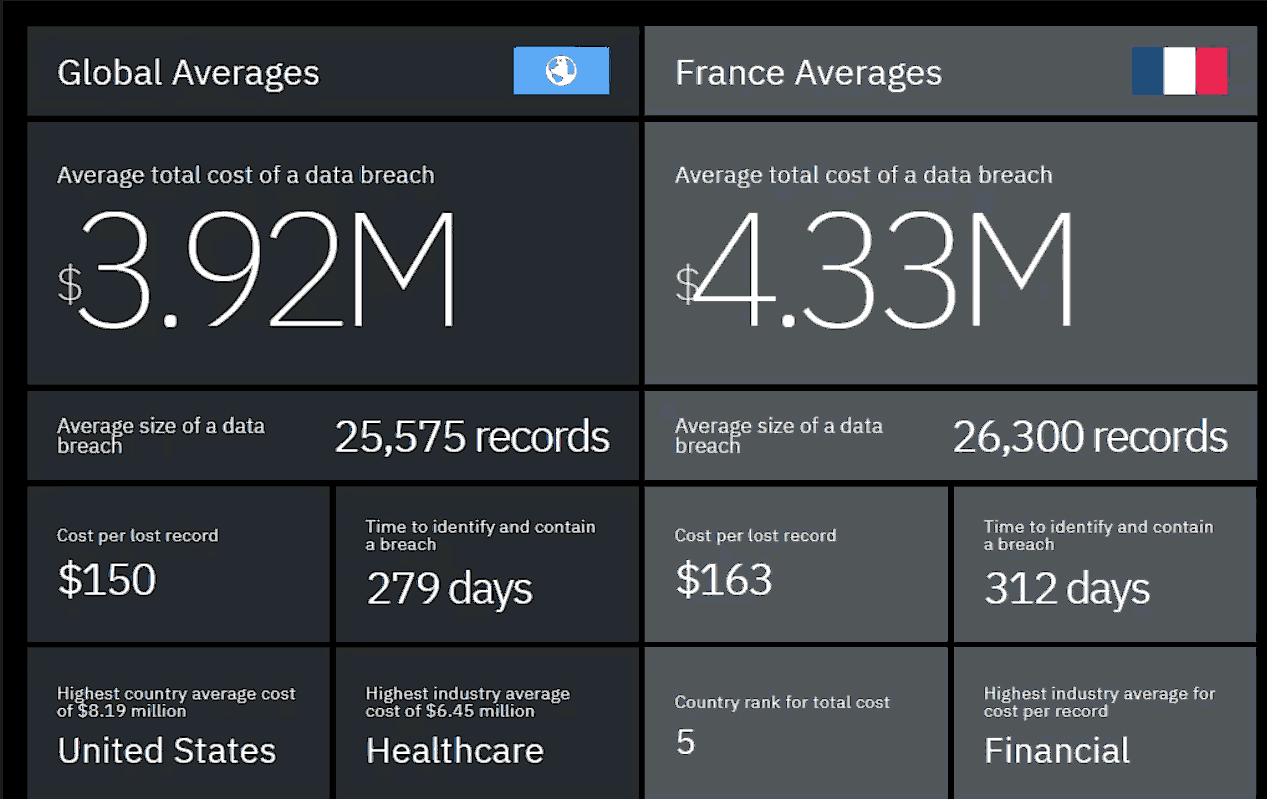 Global Averages
France Averages
Average total cost of a data breach
$3.92M
Average total cost of a data breach
$4.33M
Average size of a data
breach
25,575 records
Average size of a data
breach
26,300 records
Cost per lost record
$150
Time to identify and contain
a breach
279 days
Cost per lost record
$163
Time to identify and contain
a breach
312 days
Highest country average cost
of $8.19 million
United States
Highest industry average
cost of $6.45 million
Healthcare
Country rank for total cost
5
Highest industry average for
cost per record
Financial